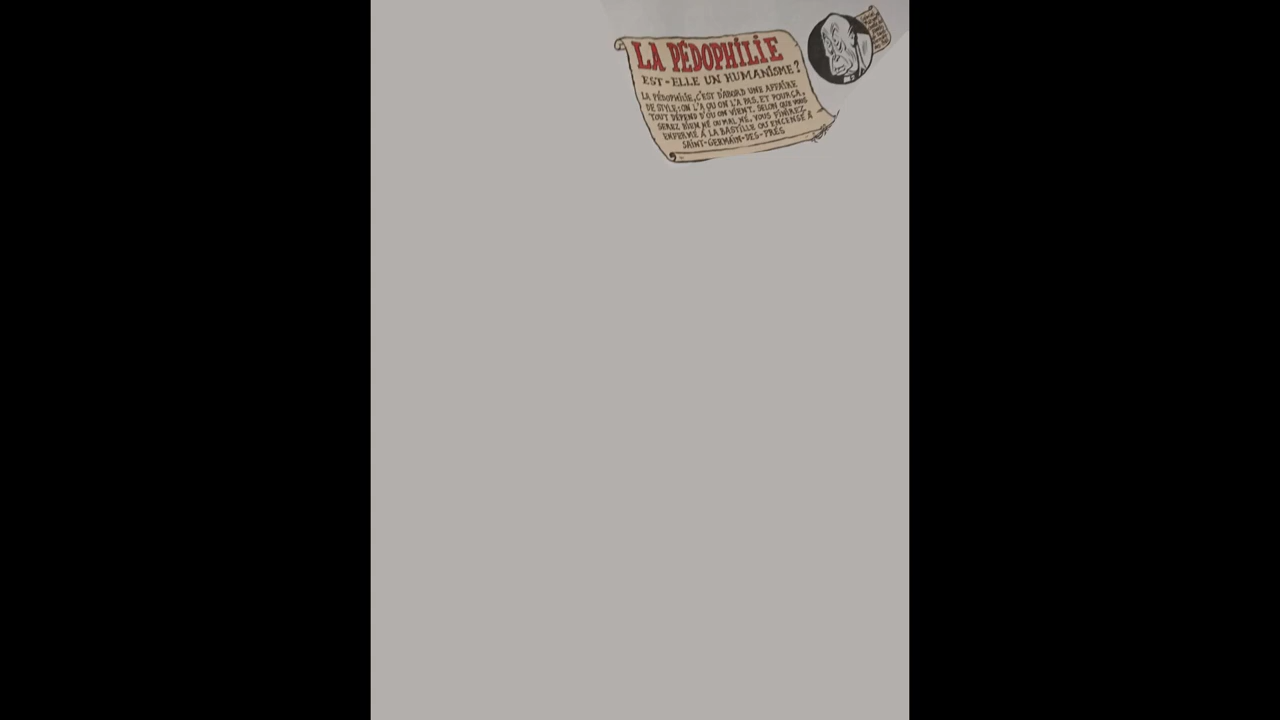 LA PÉDOPHILIE
EST-ELLE UN HUMANISME?
LA PÉDOPHILIE, C'EST D'ABORD UNE AFFAIRE
DE STYLE; ON L'A OU ON L'A PAS, ET POUR ÇA,
TOUT DÉPEND D'OÙ ON VIENT. SELON QUE VOUS
SEREZ BIEN NÉ OU MAL NÉ, VOUS FINIREZ
ENFERMÉ À LA BASTILLE OU ENCENSÉ À
SAINT-GERMAIN-DES-PRÉS